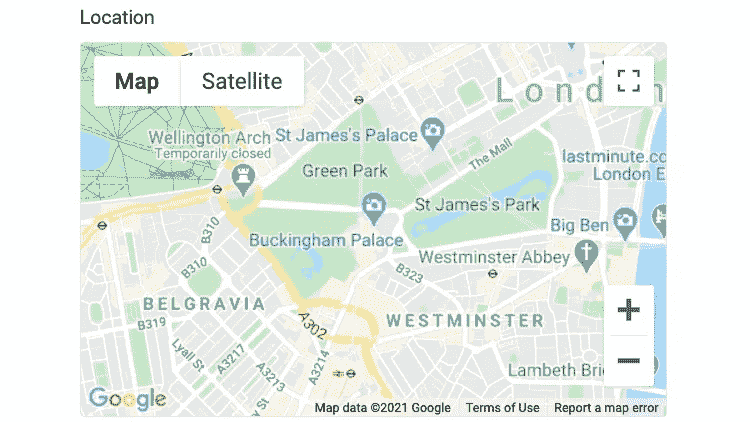 Location
Map
Satellite
London
Wellington Arch
Temporarily closed
St James's Palace
Green Park
The Mall
lastminute.co
London E
St James's Park
Big Ben
Buckingham Palace
Westminster Abbey
B310
B310
B323
BELGRAVIA
B319
A302
WESTMINSTER
Lyall St
A3217
A3213
A3214
Lambeth Bri
y St
Google
Map data ©2021 Google
Terms of Use
Report a map error